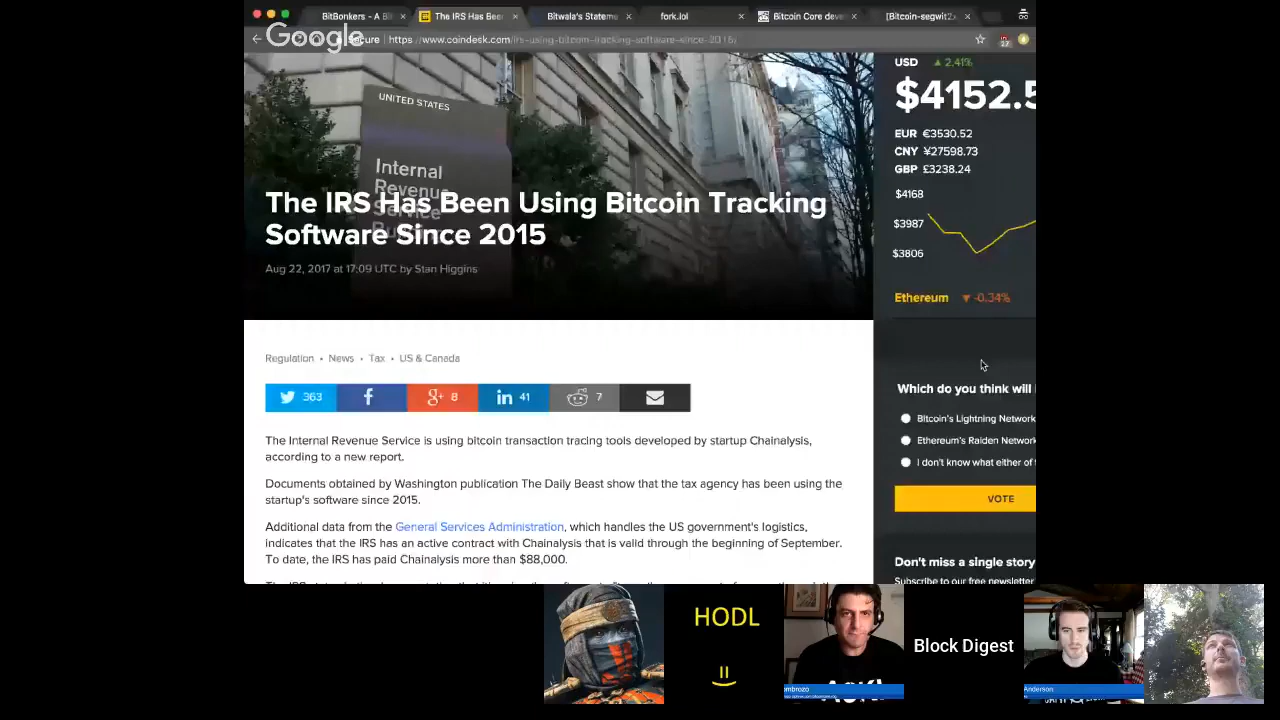 BitBonkers - A Bl
The IRS Has Been
Bitwala's Stateme
fork.lol
Bitcoin Core deve
[Bitcoin-segwit2x
Google
Secure https://www.coindesk.com/irs-using-bitcoin-tracking-software-since-2015/
27
UNITED STATES
Internal
Revenue
Service
The IRS Has Been Using Bitcoin Tracking
Software Since 2015
Aug 22, 2017 at 17:09 UTC by Stan Higgins
USD ▲ 2.41%
$4152.5
EUR €3530.52
CNY ¥27598.73
GBP £3238.24
$4168
$3987
$3806
Ethereum ▼ -0.34%
Regulation • News • Tax • US & Canada
363
8
41
7
The Internal Revenue Service is using bitcoin transaction tracing tools developed by startup Chainalysis,
according to a new report.
Documents obtained by Washington publication The Daily Beast show that the tax agency has been using the
startup's software since 2015.
Additional data from the General Services Administration, which handles the US government's logistics,
indicates that the IRS has an active contract with Chainalysis that is valid through the beginning of September.
To date, the IRS has paid Chainalysis more than $88,000.
Which do you think will
Bitcoin's Lightning Network
Ethereum's Raiden Network
I don't know what either of
VOTE
Don't miss a single story
Subscribe to our free newsletter
HODL
=)
ombrozo
Block Digest
Anderson